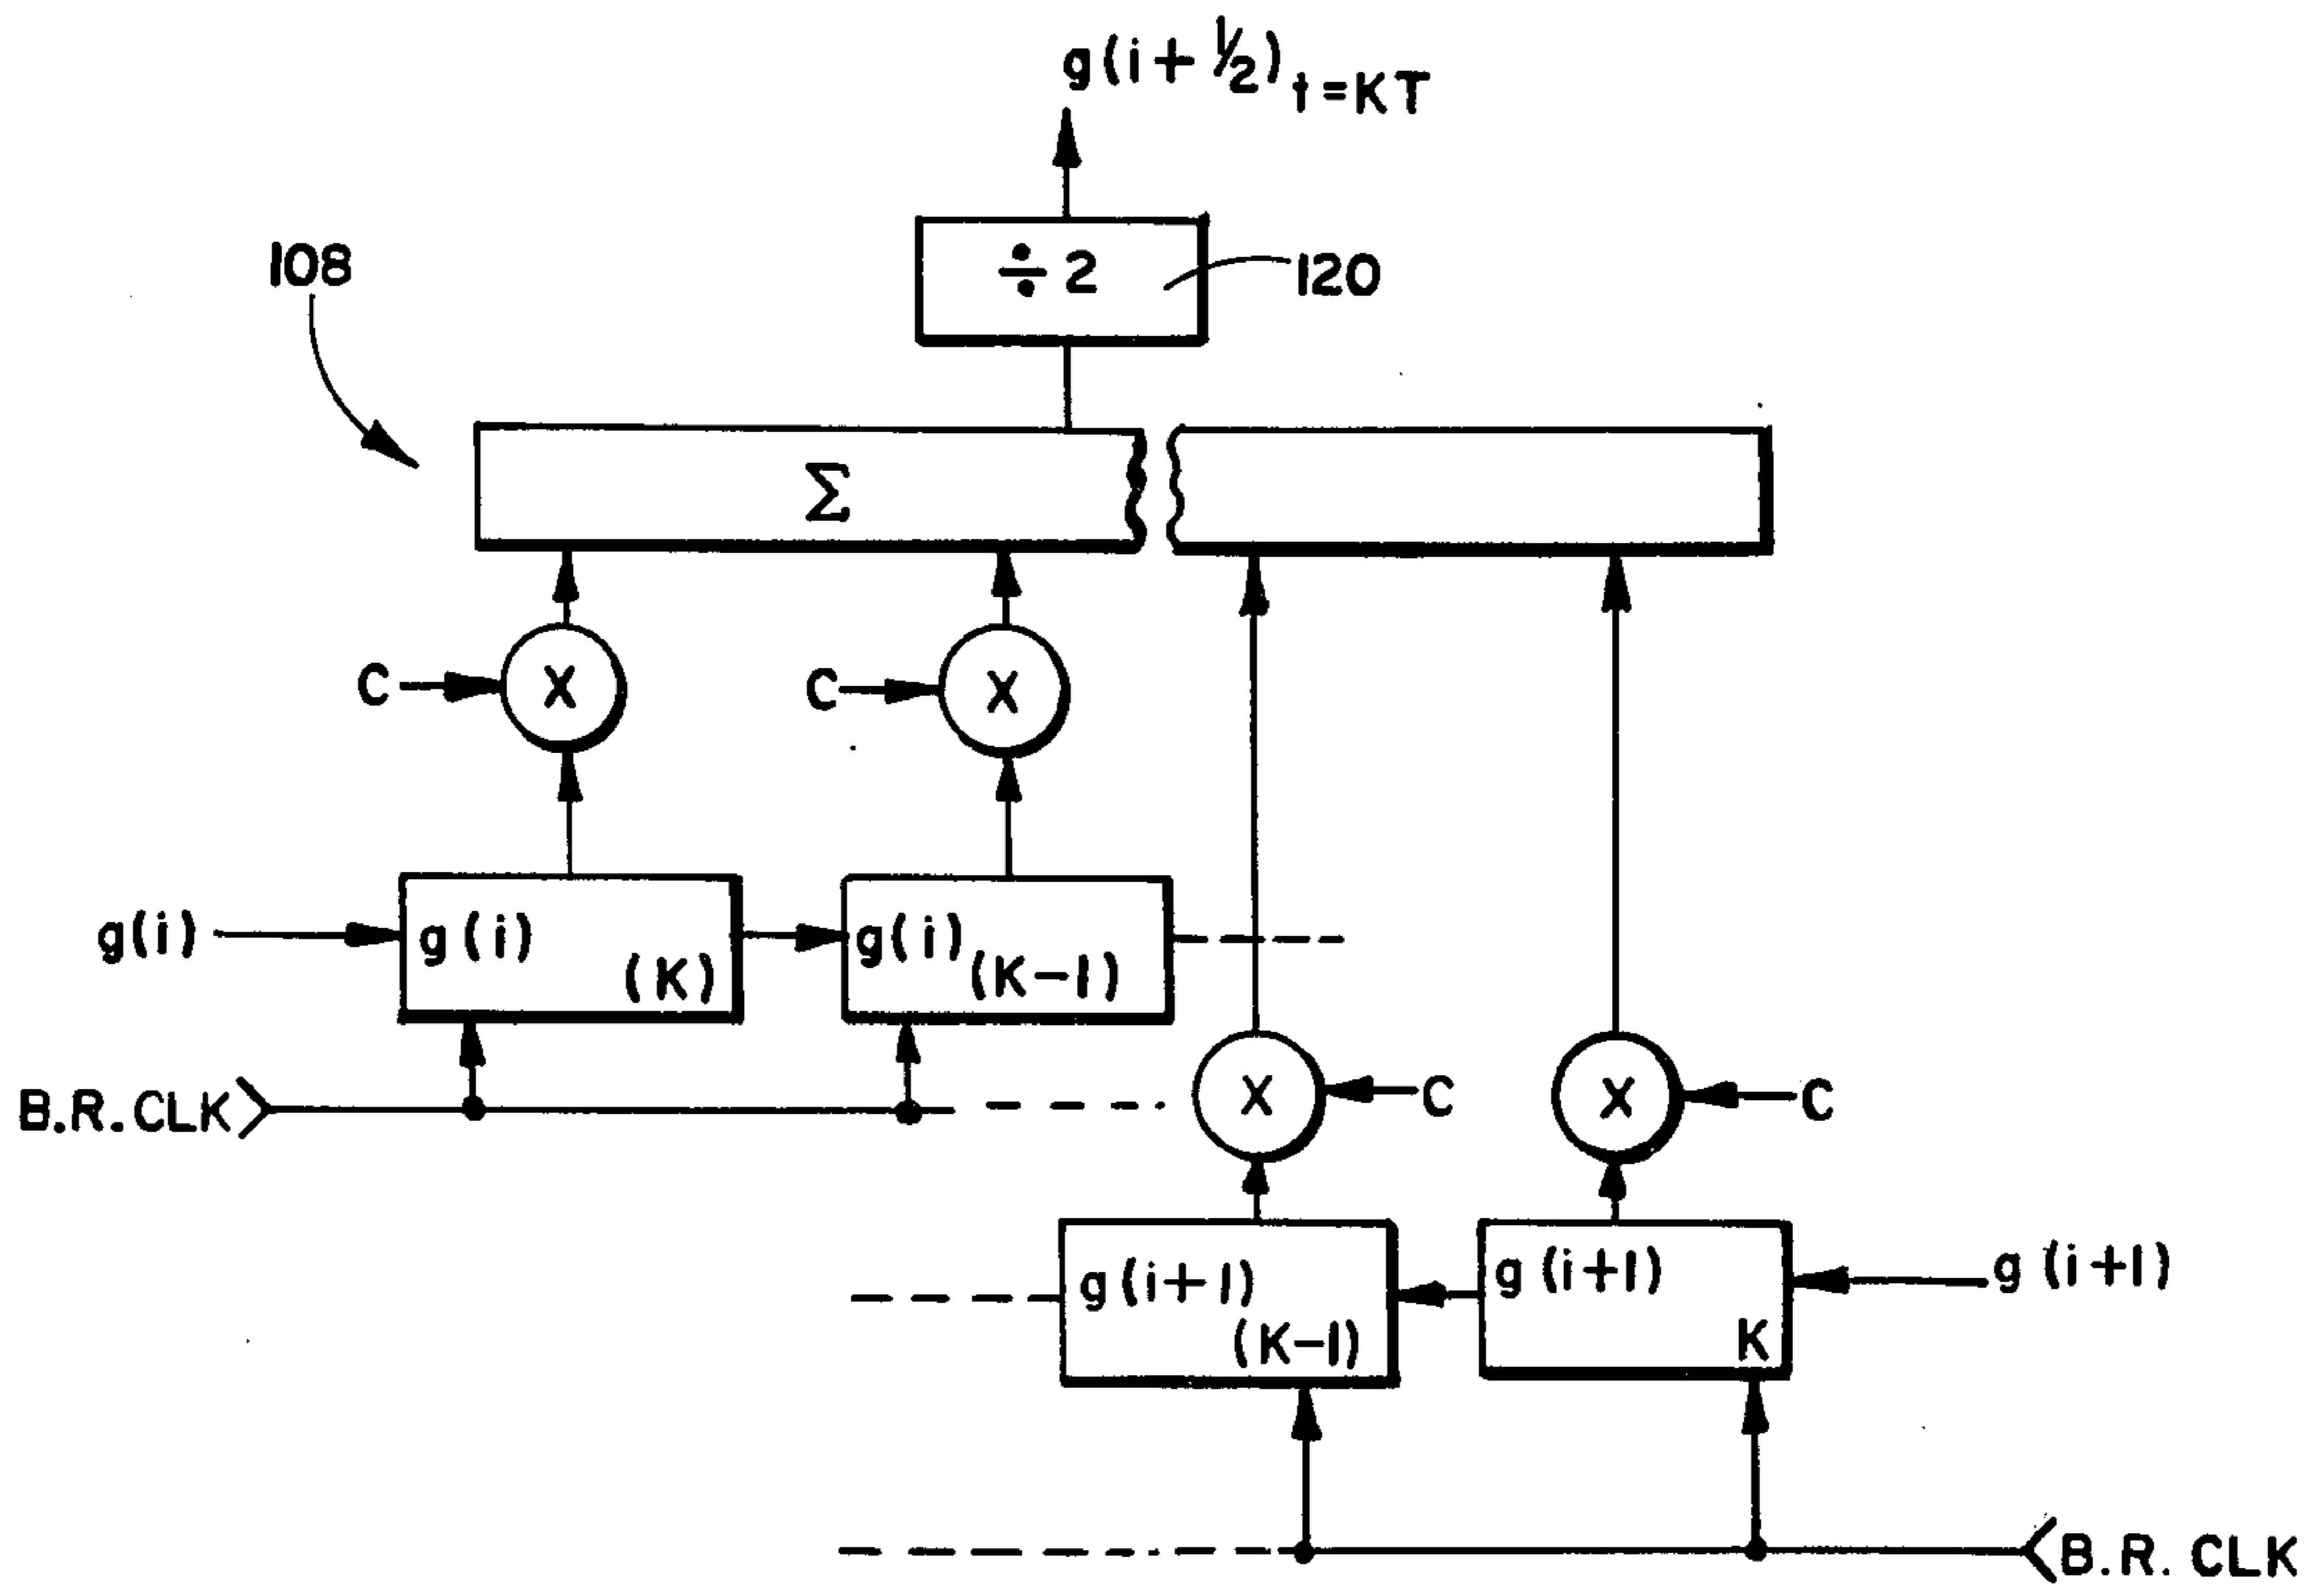 g(i+½)t=KT
108
÷2
120
Σ
C
X
C
X
g(i)
g(i)
(K)
g(i)
(K-1)
B.R.CLK
X
C
X
C
g(i+1)
(K-1)
g(i+1)
K
g(i+1)
B.R. CLK